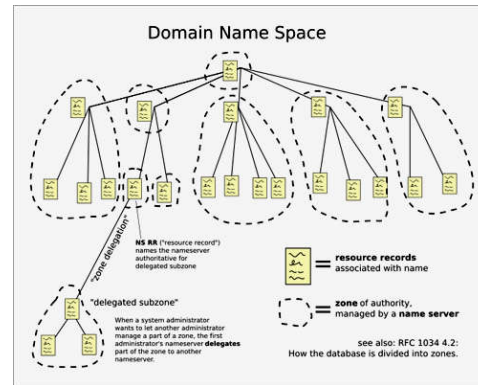 Domain Name Space
NS RR ("resource record")
names the nameserver
authoritative for
delegated subzone
"zone delegation"
resource records
associated with name
zone of authority,
managed by a name server
"delegated subzone"
When a system administrator
wants to let another administrator
manage a part of a zone, the first
administrator's nameserver delegates
part of the zone to another
nameserver.
see also: RFC 1034 4.2:
How the database is divided into zones.